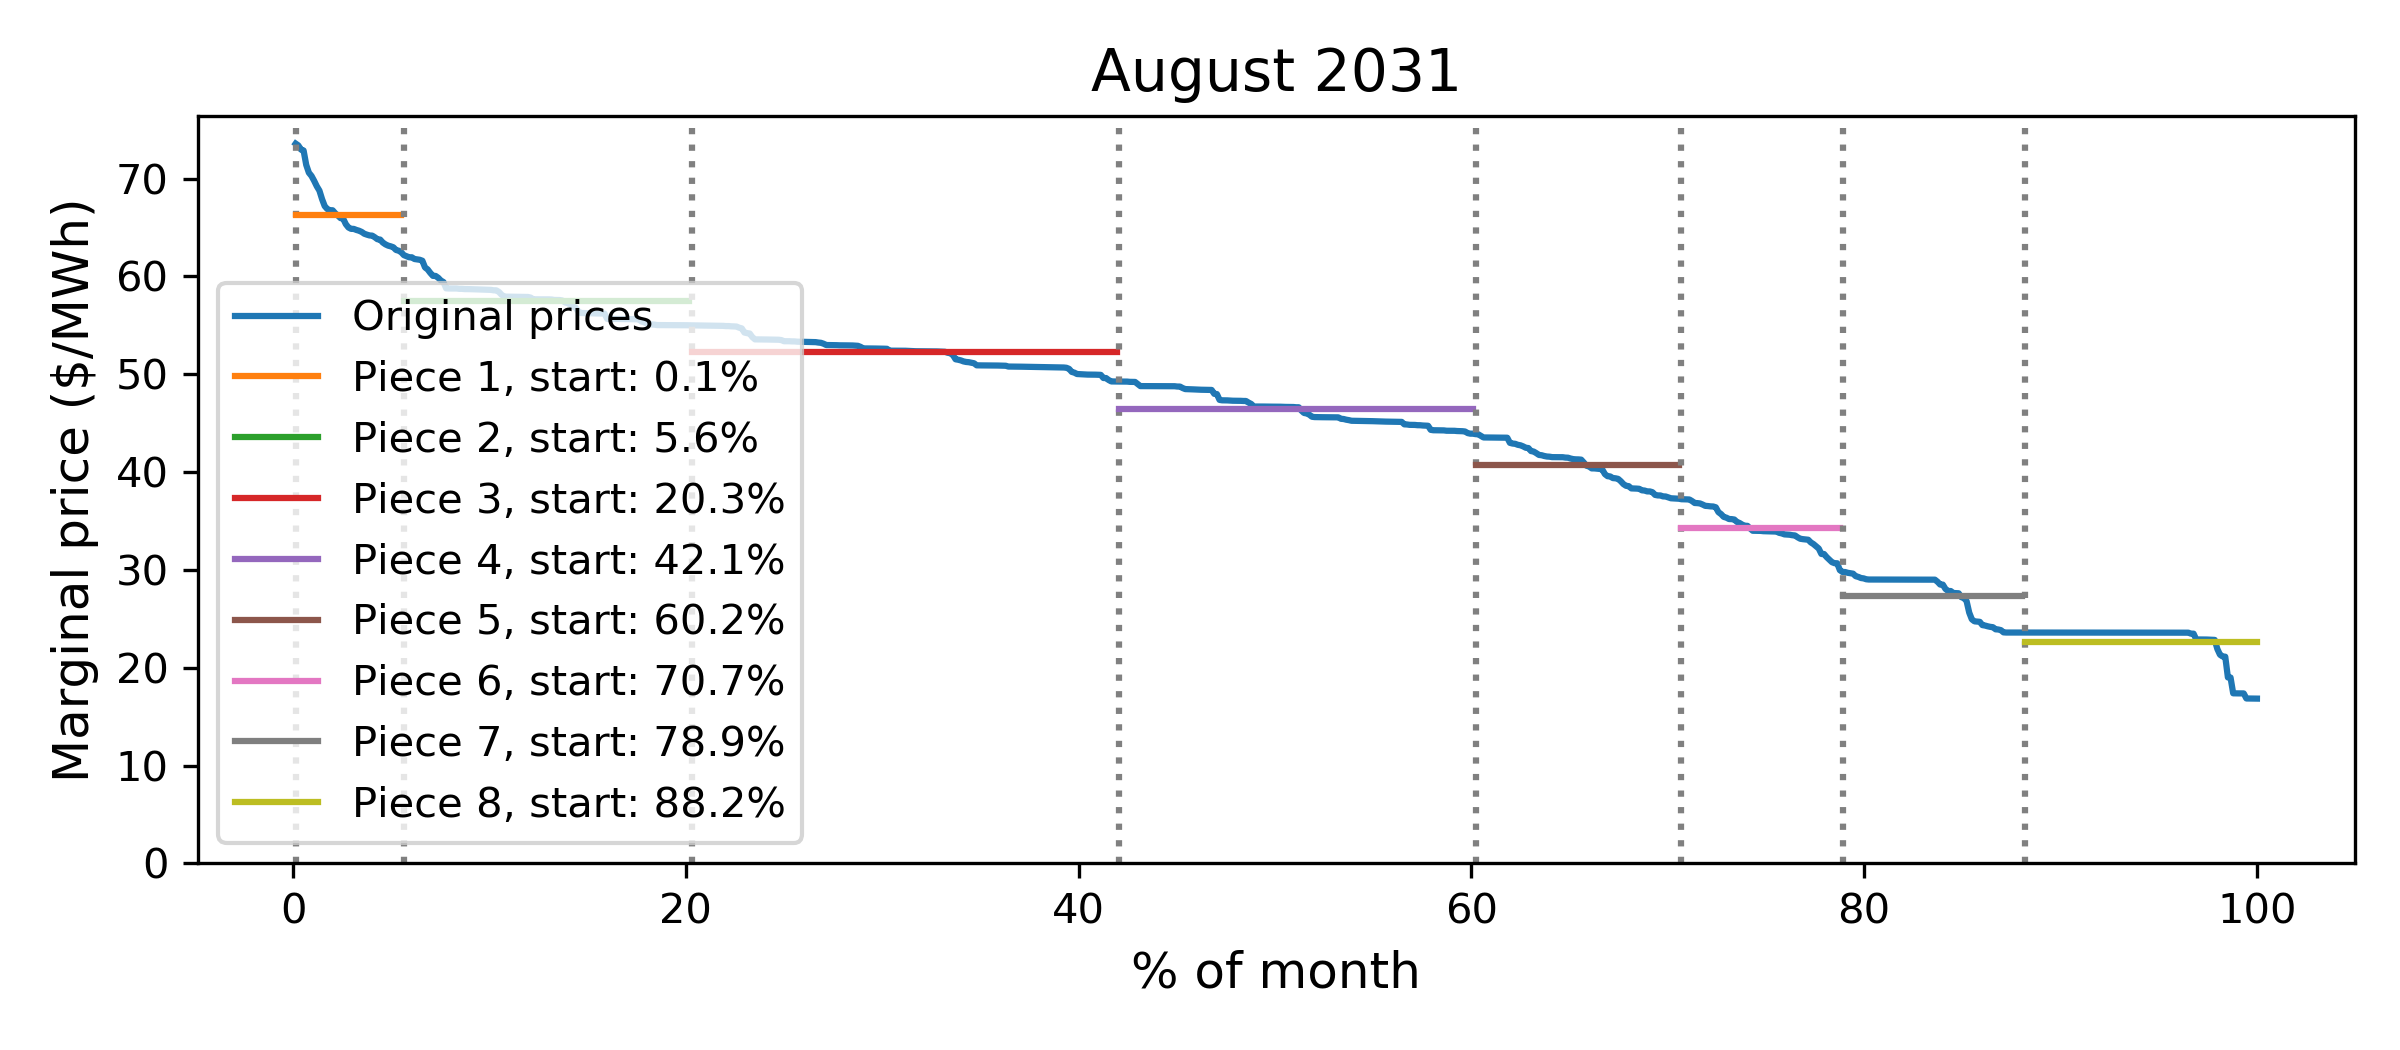 August 2031
Marginal price ($/MWh)
70
60
50
40
30
20
10
0
Original prices
Piece 1, start: 0.1%
Piece 2, start: 5.6%
Piece 3, start: 20.3%
Piece 4, start: 42.1%
Piece 5, start: 60.2%
Piece 6, start: 70.7%
Piece 7, start: 78.9%
Piece 8, start: 88.2%
0 20 40 60 80 100
% of month